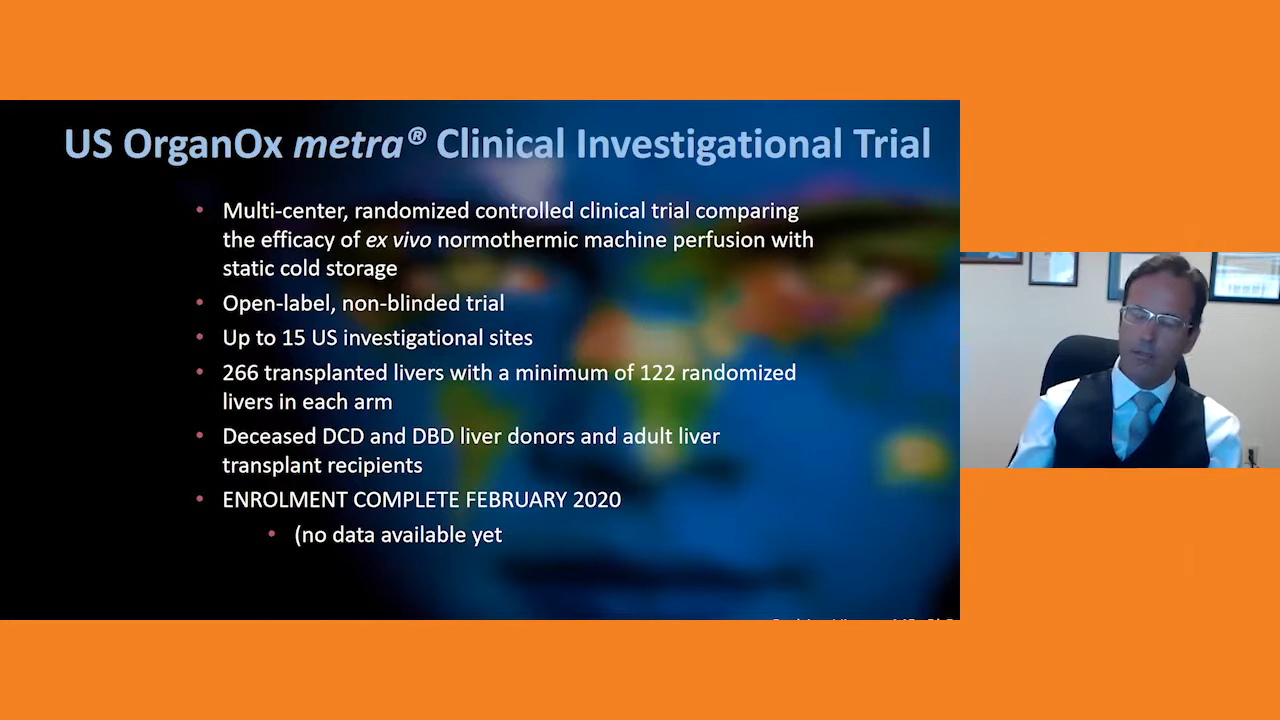 US OrganOx metra® Clinical Investigational Trial
• Multi-center, randomized controlled clinical trial comparing
the efficacy of ex vivo normothermic machine perfusion with
static cold storage
• Open-label, non-blinded trial
• Up to 15 US investigational sites
• 266 transplanted livers with a minimum of 122 randomized
livers in each arm
• Deceased DCD and DBD liver donors and adult liver
transplant recipients
• ENROLMENT COMPLETE FEBRUARY 2020
• (no data available yet